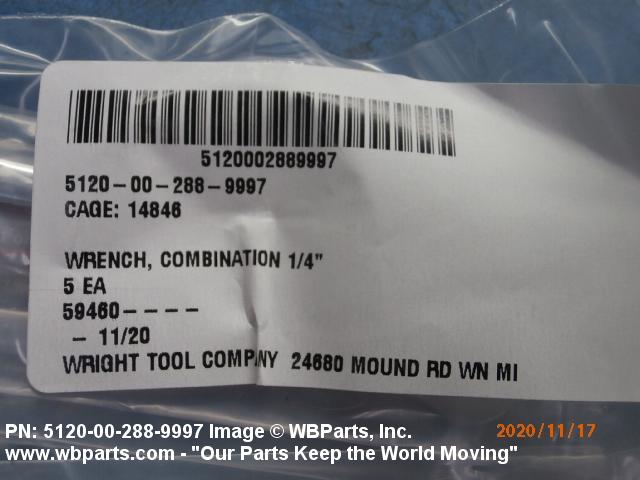 5120002889997
5120-00-288-9997
CAGE: 14846
WRENCH, COMBINATION 1/4"
5 EA
59460----
- 11/20
WRIGHT TOOL COMPANY 24680 MOUND RD WN MI
PN: 5120-00-288-9997 Image © WBParts, Inc.
2020/11/17
www.wbparts.com - "Our Parts Keep the World Moving"